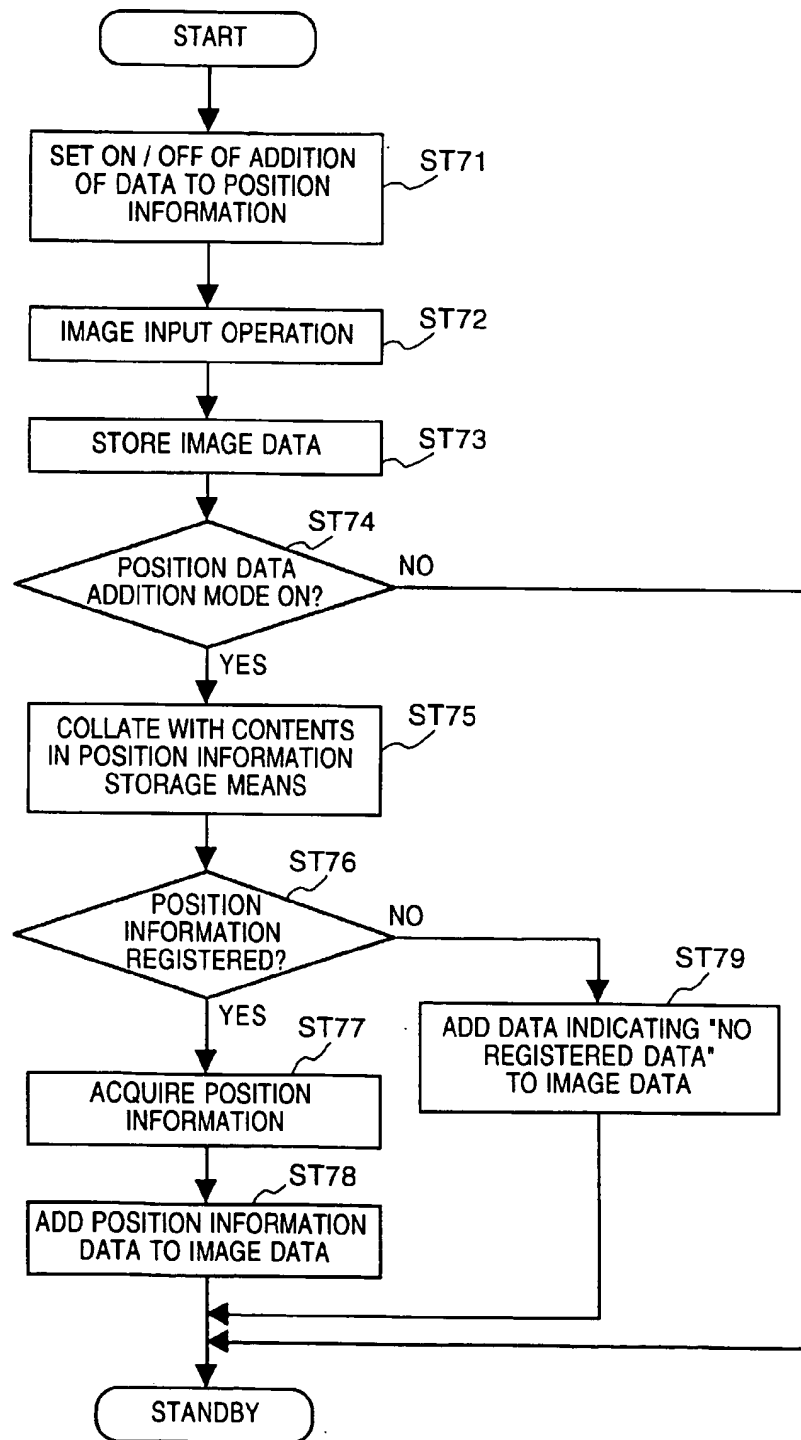 START
SET ON / OFF OF ADDITION
OF DATA TO POSITION
INFORMATION
ST71
IMAGE INPUT OPERATION
ST72
STORE IMAGE DATA
ST73
ST74
POSITION DATA
ADDITION MODE ON?
NO
YES
COLLATE WITH CONTENTS
IN POSITION INFORMATION
STORAGE MEANS
ST75
ST76
POSITION
INFORMATION
REGISTERED?
NO
YES
ST79
ADD DATA INDICATING "NO
REGISTERED DATA"
TO IMAGE DATA
ST77
ACQUIRE POSITION
INFORMATION
ST78
ADD POSITION INFORMATION
DATA TO IMAGE DATA
STANDBY